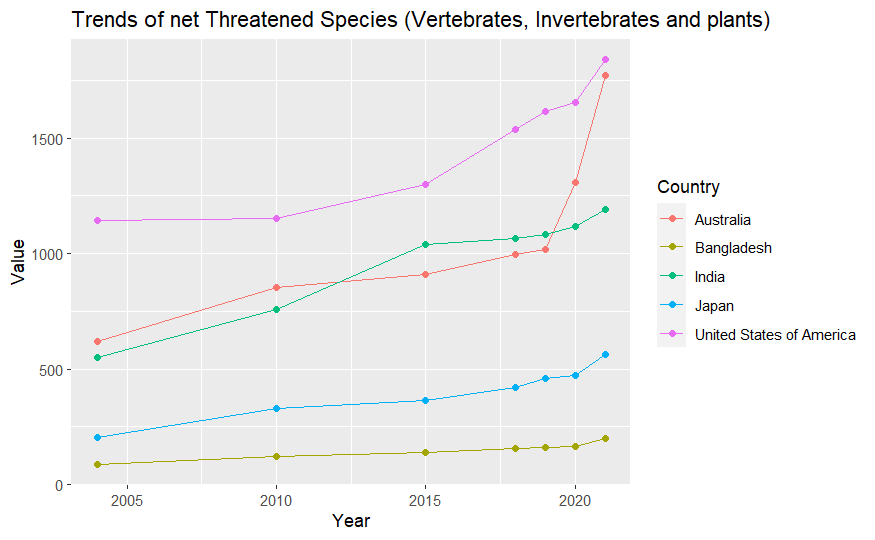 Trends of net Threatened Species (Vertebrates, Invertebrates and plants)
1500
1000
500
0
Value
2005 2010 2015 2020
Year
Country
Australia
Bangladesh
India
Japan
United States of America